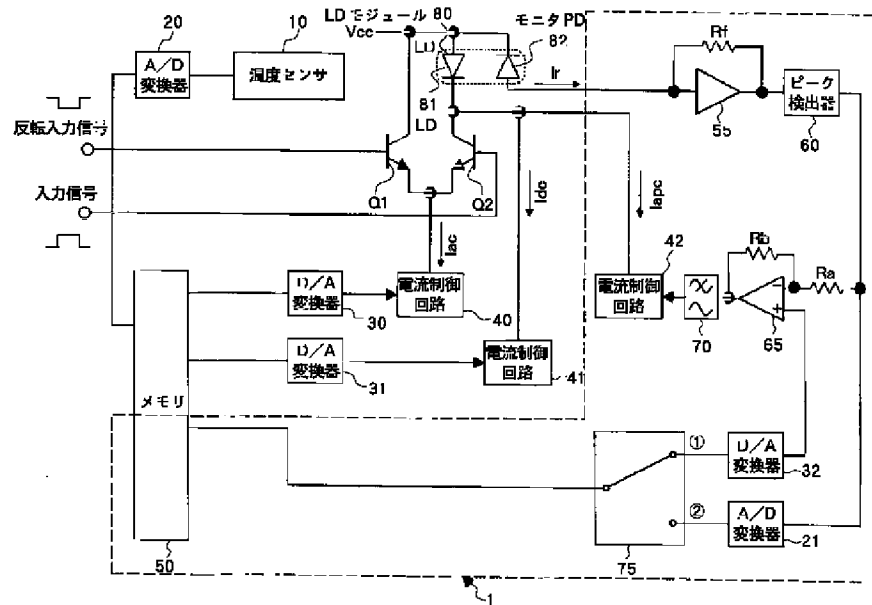 LDモジュール 80
Vcc
モニタPD
20
10
82
LD
Rf
A/D
変換器
温度センサ
Ir
ピーク
検出器
81
55
60
LD
反転入力信号
Q1
Q2
Idc
入力信号
Iapc
Iac
42
Rb
Ra
D/A
変換器
電流制御
回路
電流制御
回路
30
40
70
65
D/A
変換器
電流制御
回路
31
41
メモリ
①
D/A
変換器
32
②
A/D
変換器
50
75
21
1